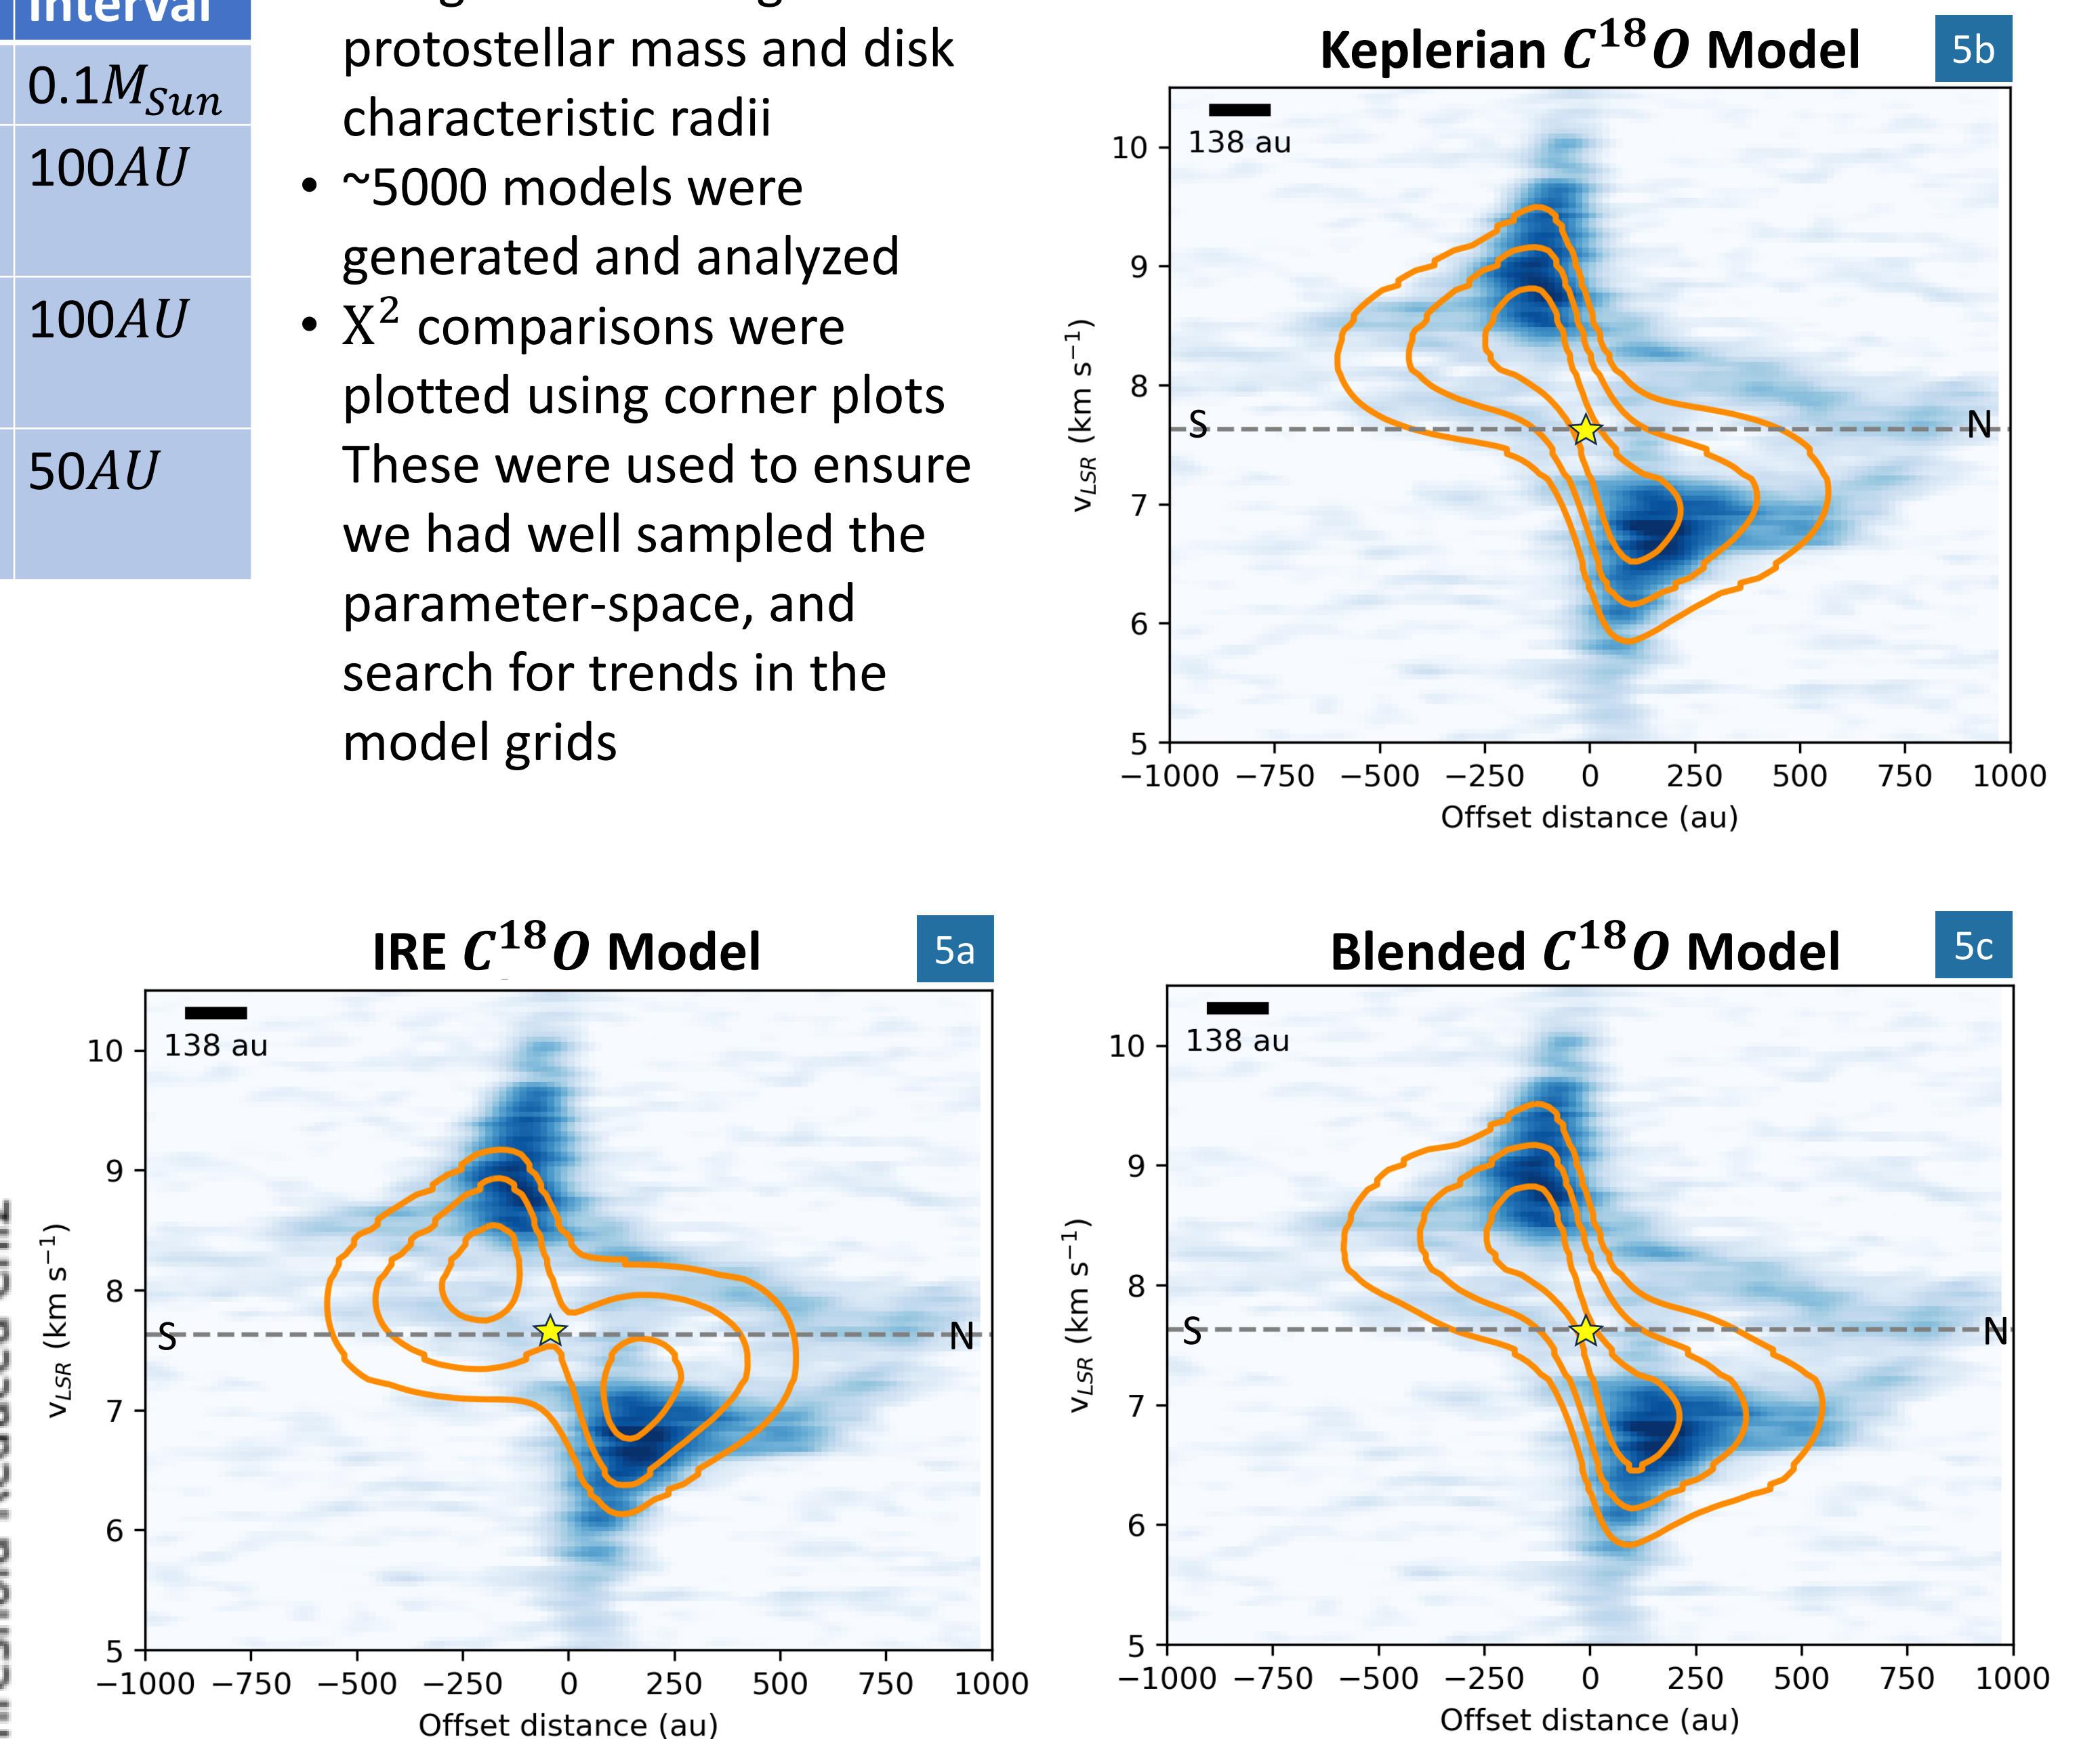 Interval
0.1M_Sun
100AU
100AU
50AU
protostellar mass and disk
characteristic radii
• ~5000 models were
generated and analyzed
• X² comparisons were
plotted using corner plots
These were used to ensure
we had well sampled the
parameter-space, and
search for trends in the
model grids
Keplerian C¹⁸O Model
5b
138 au
10
9
8
7
6
5
v_LSR (km s⁻¹)
S
N
−1000 −750 −500 −250 0 250 500 750 1000
Offset distance (au)
IRE C¹⁸O Model
5a
138 au
10
9
8
7
6
5
v_LSR (km s⁻¹)
S
N
−1000 −750 −500 −250 0 250 500 750 1000
Offset distance (au)
Blended C¹⁸O Model
5c
138 au
10
9
8
7
6
5
v_LSR (km s⁻¹)
S
N
−1000 −750 −500 −250 0 250 500 750 1000
Offset distance (au)